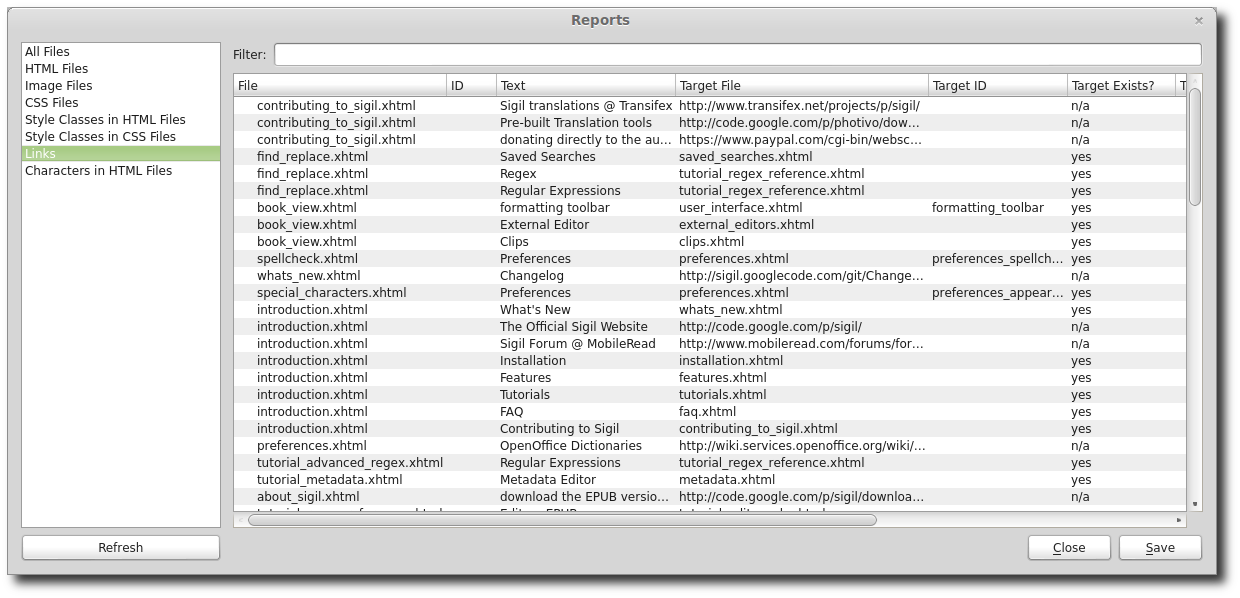 Reports
All Files
HTML Files
Image Files
CSS Files
Style Classes in HTML Files
Style Classes in CSS Files
Links
Characters in HTML Files
Filter:
File ID Text Target File Target ID Target Exists? T
contributing_to_sigil.xhtml Sigil translations @ Transifex http://www.transifex.net/projects/p/sigil/ n/a
contributing_to_sigil.xhtml Pre-built Translation tools http://code.google.com/p/photivo/dow... n/a
contributing_to_sigil.xhtml donating directly to the au... https://www.paypal.com/cgi-bin/websc... n/a
find_replace.xhtml Saved Searches saved_searches.xhtml yes
find_replace.xhtml Regex tutorial_regex_reference.xhtml yes
find_replace.xhtml Regular Expressions tutorial_regex_reference.xhtml yes
book_view.xhtml formatting toolbar user_interface.xhtml formatting_toolbar yes
book_view.xhtml External Editor external_editors.xhtml yes
book_view.xhtml Clips clips.xhtml yes
spellcheck.xhtml Preferences preferences.xhtml preferences_spellch... yes
whats_new.xhtml Changelog http://sigil.googlecode.com/git/Change... n/a
special_characters.xhtml Preferences preferences.xhtml preferences_appear... yes
introduction.xhtml What's New whats_new.xhtml yes
introduction.xhtml The Official Sigil Website http://code.google.com/p/sigil/ n/a
introduction.xhtml Sigil Forum @ MobileRead http://www.mobileread.com/forums/for... n/a
introduction.xhtml Installation installation.xhtml yes
introduction.xhtml Features features.xhtml yes
introduction.xhtml Tutorials tutorials.xhtml yes
introduction.xhtml FAQ faq.xhtml yes
introduction.xhtml Contributing to Sigil contributing_to_sigil.xhtml yes
preferences.xhtml OpenOffice Dictionaries http://wiki.services.openoffice.org/wiki/... n/a
tutorial_advanced_regex.xhtml Regular Expressions tutorial_regex_reference.xhtml yes
tutorial_metadata.xhtml Metadata Editor metadata.xhtml yes
about_sigil.xhtml download the EPUB versio... http://code.google.com/p/sigil/downloa... n/a
Refresh
Close
Save